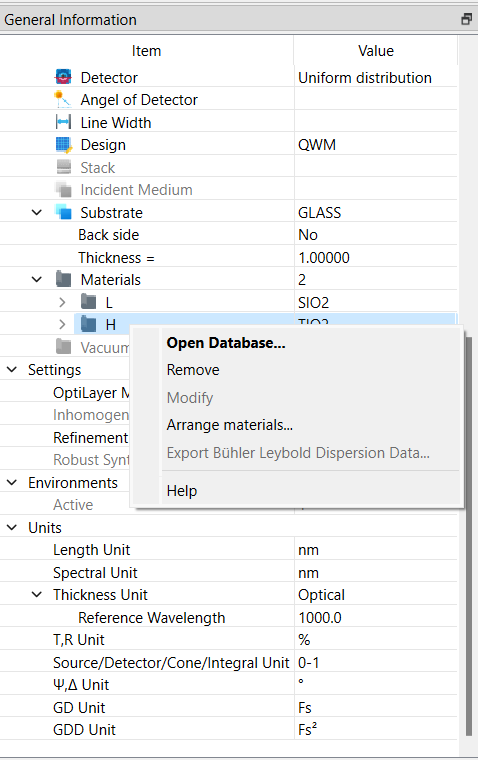 General Information
Item Value
Detector Uniform distribution
Angel of Detector
Line Width
Design QWM
Stack
Incident Medium
Substrate GLASS
Back side No
Thickness = 1.00000
Materials 2
L SIO2
H TIO2
Vacuum
Open Database...
Remove
Modify
Arrange materials...
Export Bühler Leybold Dispersion Data...
Help
Settings
OptiLayer M
Inhomogen
Refinement
Robust Synt
Environments
Active
Units
Length Unit nm
Spectral Unit nm
Thickness Unit Optical
Reference Wavelength 1000.0
T,R Unit %
Source/Detector/Cone/Integral Unit 0-1
Ψ,Δ Unit °
GD Unit Fs
GDD Unit Fs²